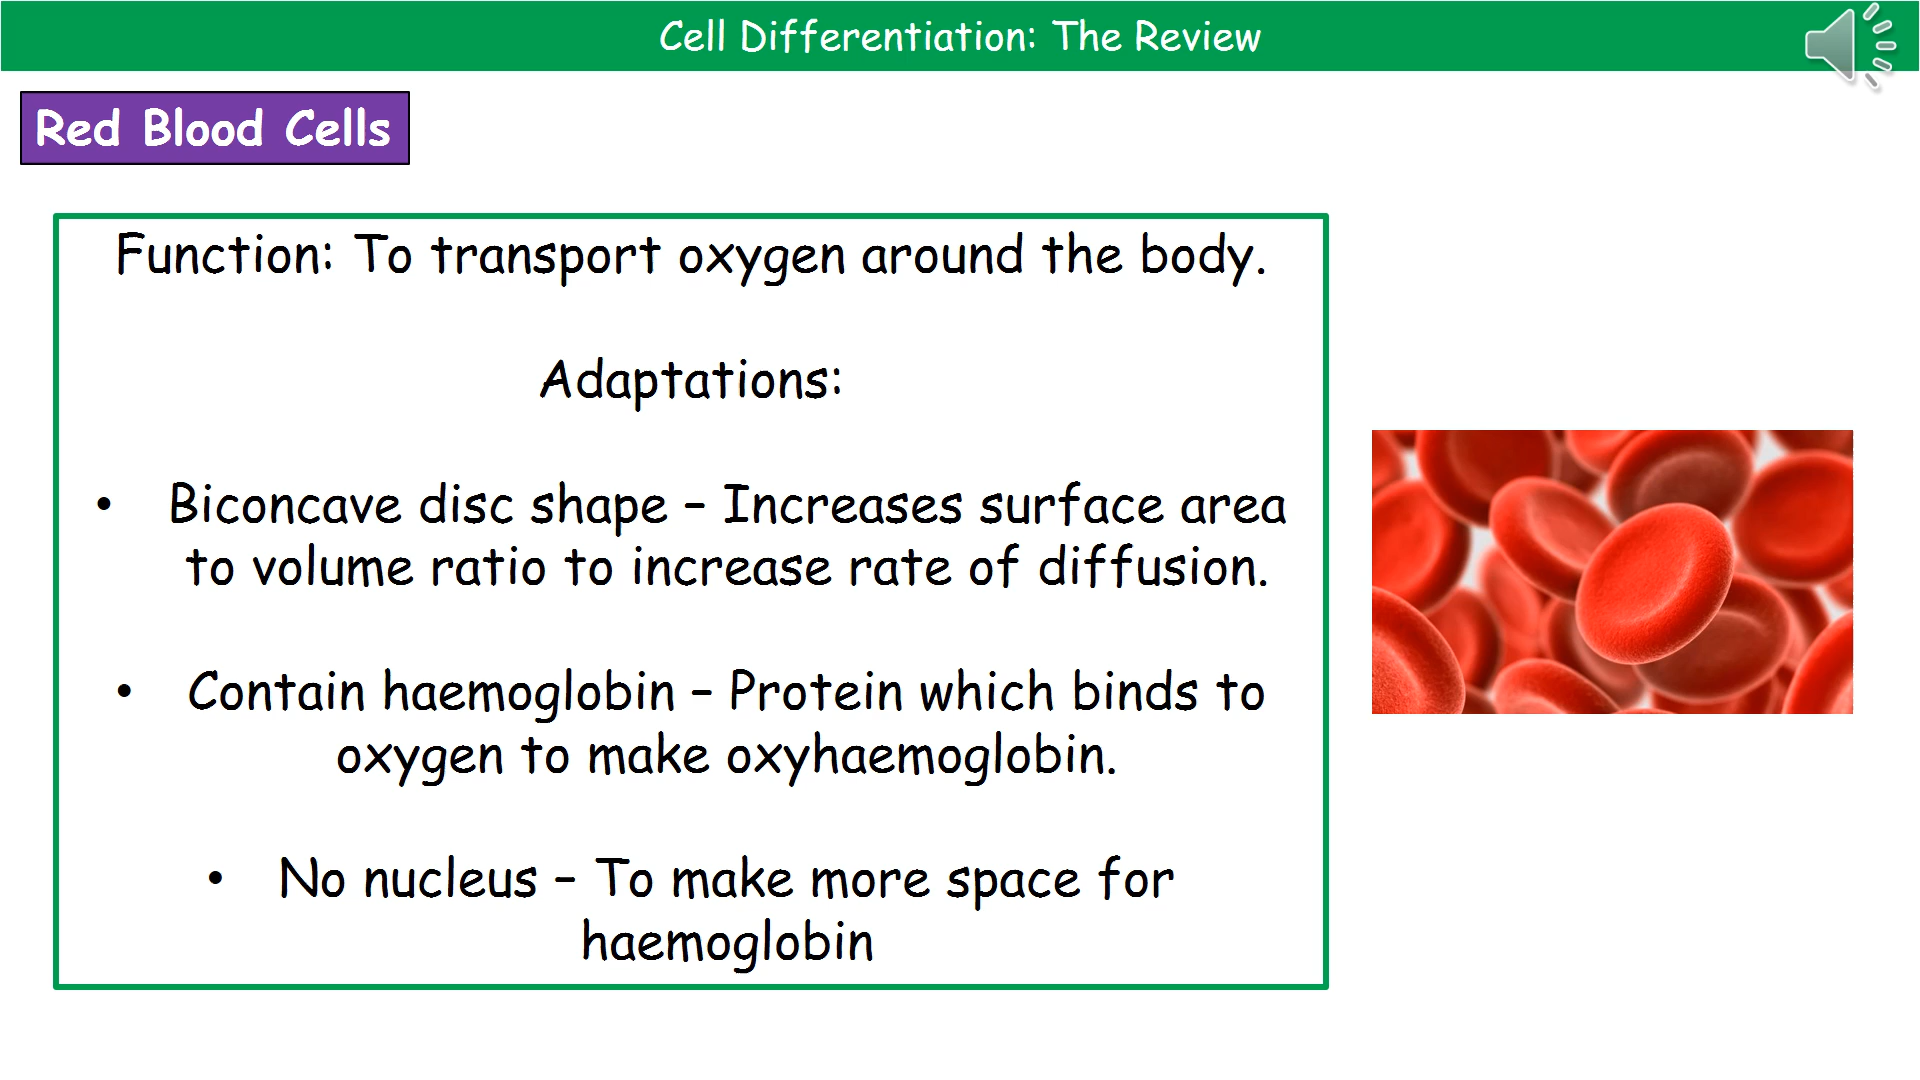 Cell Differentiation: The Review
Red Blood Cells
Function: To transport oxygen around the body.
Adaptations:
• Biconcave disc shape – Increases surface area
to volume ratio to increase rate of diffusion.
• Contain haemoglobin – Protein which binds to
oxygen to make oxyhaemoglobin.
• No nucleus – To make more space for
haemoglobin